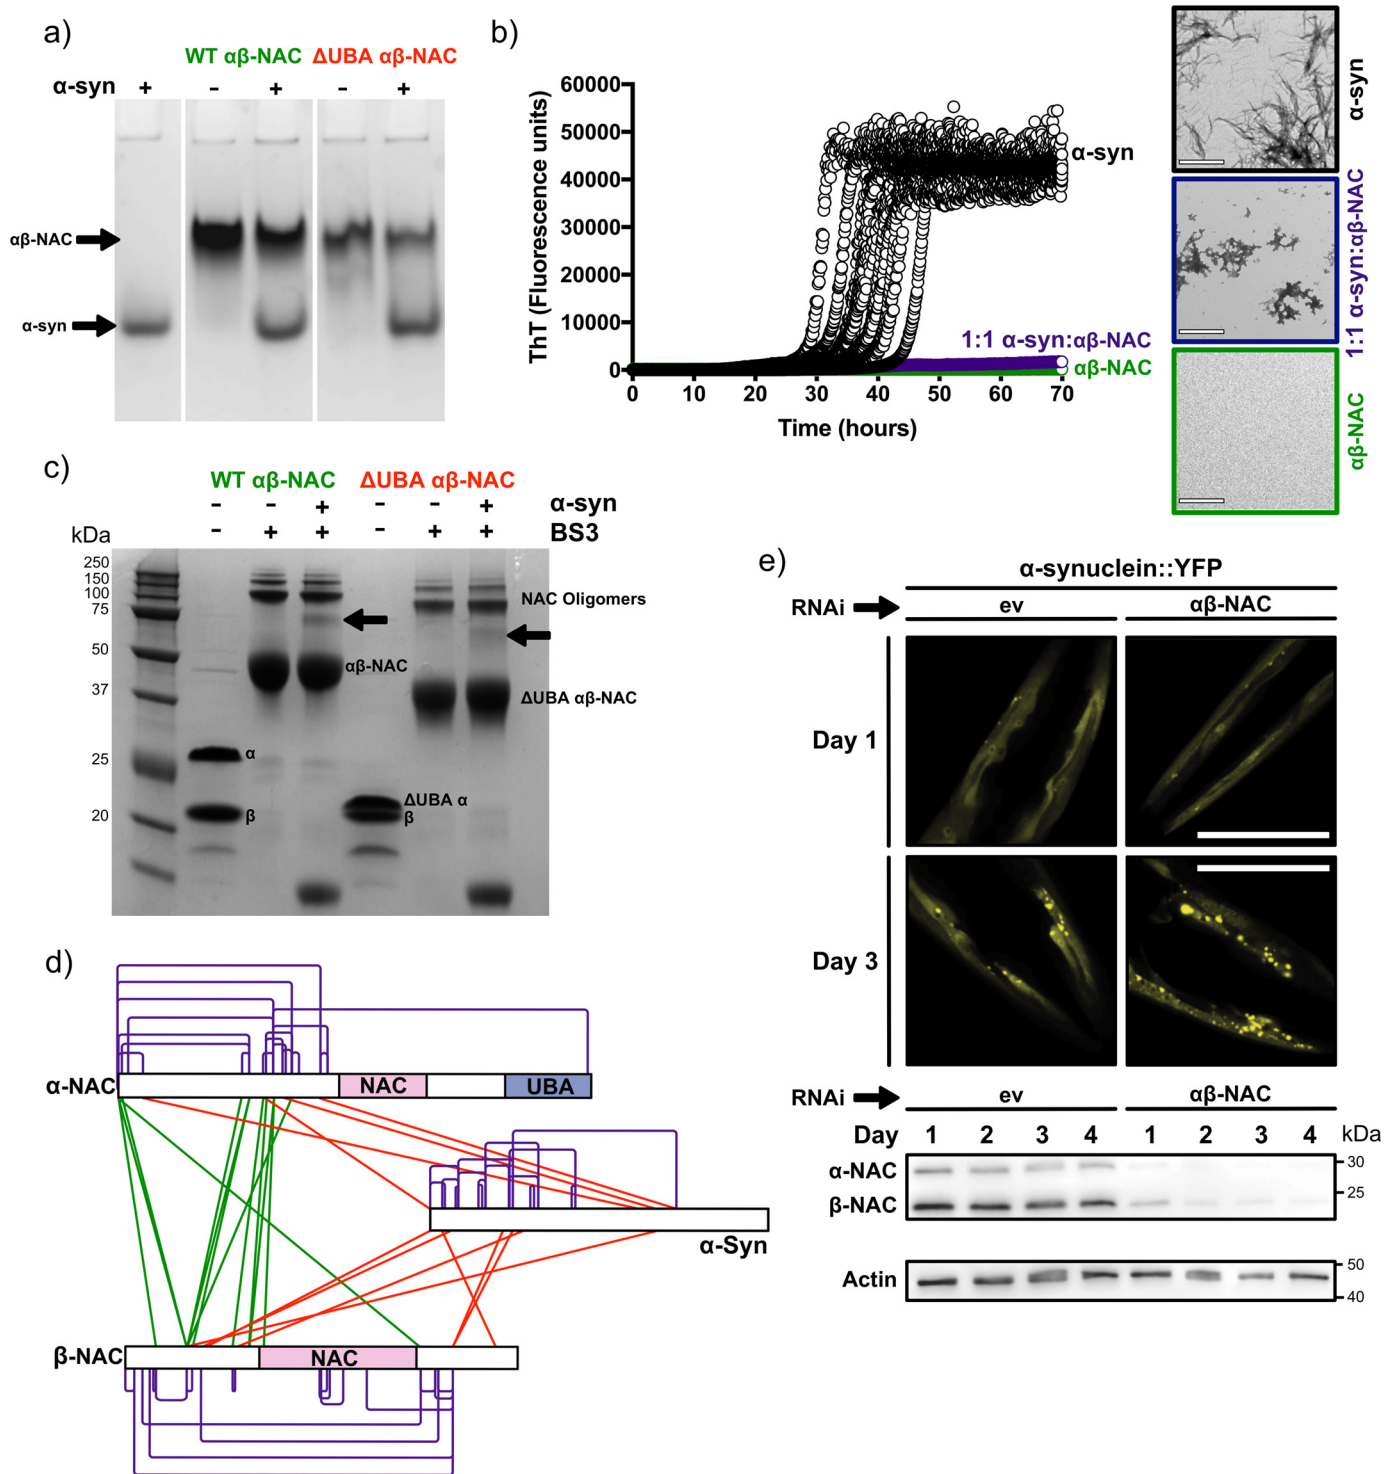 a)
WT αβ-NAC ΔUBA αβ-NAC
α-syn + - + - +
αβ-NAC
α-syn
b)
ThT (Fluorescence units)
60000
50000
40000
30000
20000
10000
0
0 10 20 30 40 50 60 70
Time (hours)
α-syn
1:1 α-syn:αβ-NAC
αβ-NAC
α-syn
1:1 α-syn:αβ-NAC
αβ-NAC
c)
WT αβ-NAC ΔUBA αβ-NAC
- - + - - + α-syn
- + + - + + BS3
kDa
250
150
100
75
50
37
25
20
NAC Oligomers
αβ-NAC
ΔUBA αβ-NAC
α
β
ΔUBA α
β
d)
α-NAC NAC UBA
α-Syn
β-NAC NAC
e)
α-synuclein::YFP
RNAi ev αβ-NAC
Day 1
Day 3
RNAi ev αβ-NAC
Day 1 2 3 4 1 2 3 4 kDa
α-NAC
β-NAC
30
25
Actin
50
40